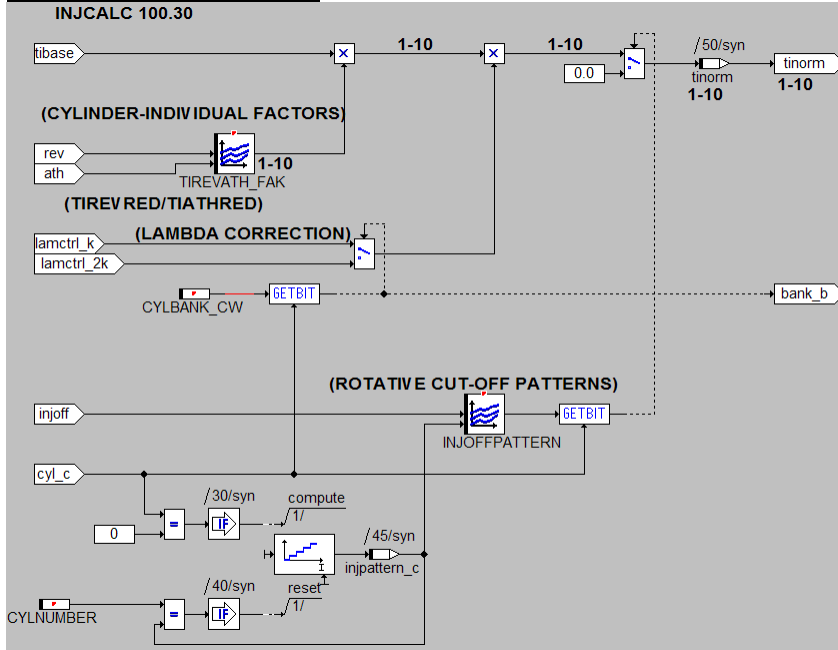 INJCALC 100.30
tibase
×
1-10
×
1-10
/50/syn
0.0
tinorm
tinorm
1-10
1-10
(CYLINDER-INDIVIDUAL FACTORS)
rev
1-10
ath
TIREVATH_FAK
(TIREVRED/TIATHRED)
(LAMBDA CORRECTION)
lamctrl_k
lamctrl_2k
GETBIT
bank_b
CYLBANK_CW
(ROTATIVE CUT-OFF PATTERNS)
injoff
GETBIT
INJOFFPATTERN
cyl_c
/30/syn
compute
1/
=
IF
0
/45/syn
I
injpattern_c
/40/syn
reset
1/
=
IF
CYLNUMBER